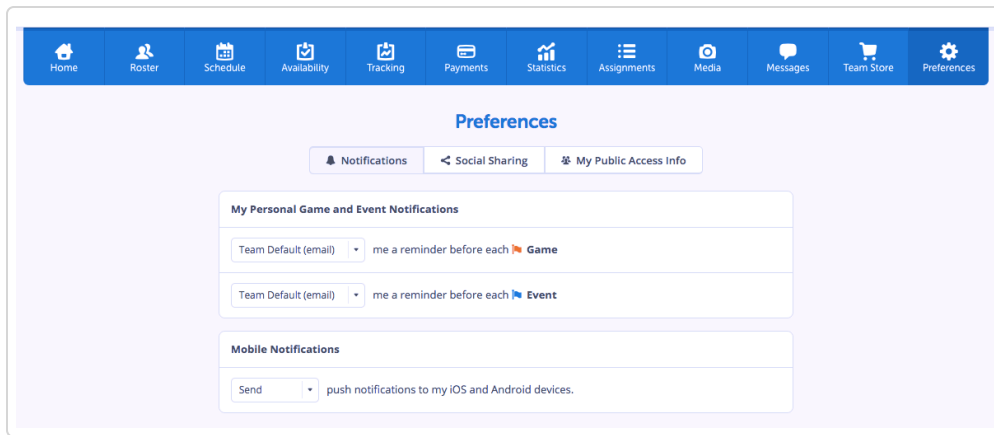 Home Roster Schedule Availability Tracking Payments Statistics Assignments Media Messages Team Store Preferences
Preferences
Notifications Social Sharing My Public Access Info
My Personal Game and Event Notifications
Team Default (email) me a reminder before each Game
Team Default (email) me a reminder before each Event
Mobile Notifications
Send push notifications to my iOS and Android devices.